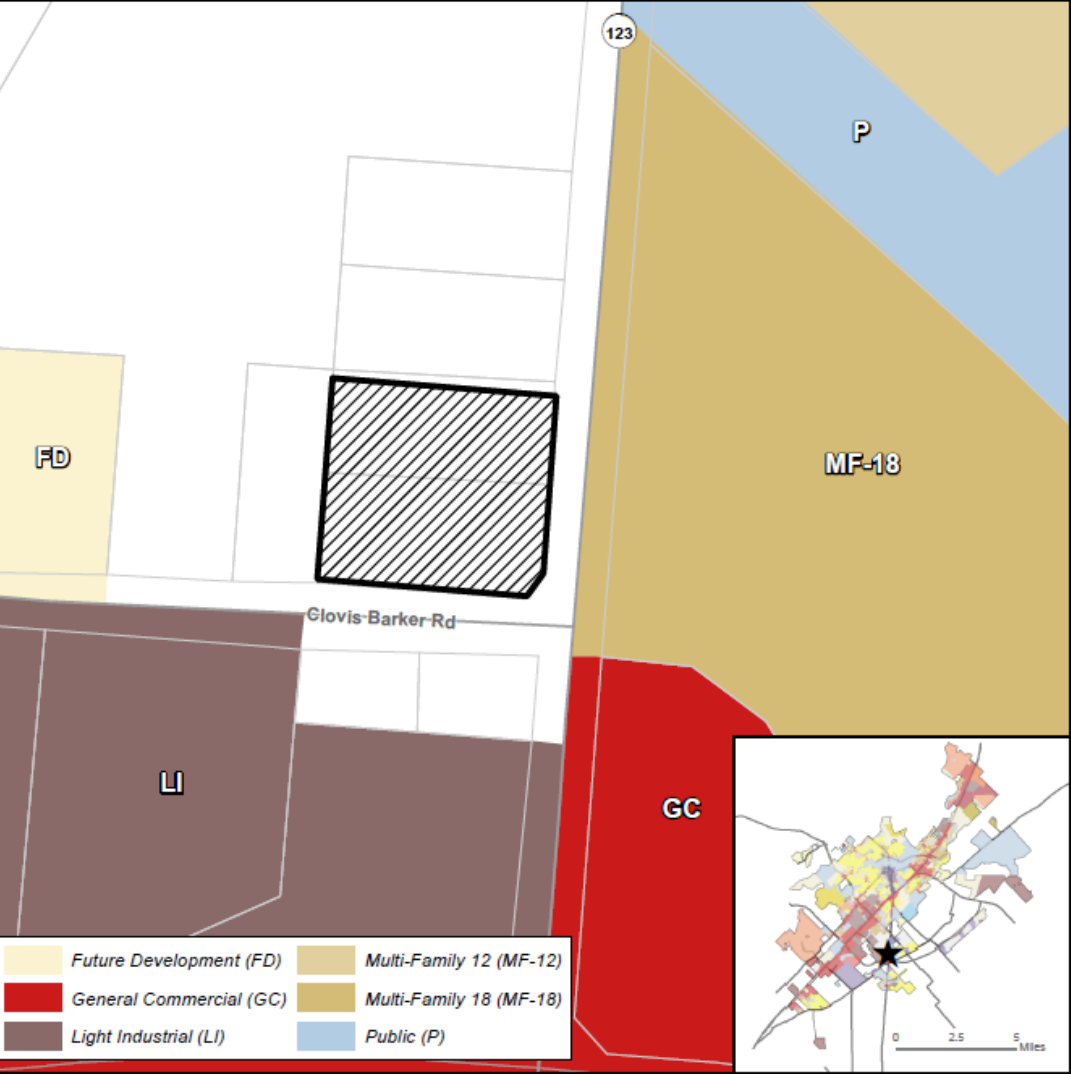 123
P
FD
MF-18
Clovis Barker Rd
LI
GC
Future Development (FD)
Multi-Family 12 (MF-12)
General Commercial (GC)
Multi-Family 18 (MF-18)
Light Industrial (LI)
Public (P)
0 2.5 5
Miles